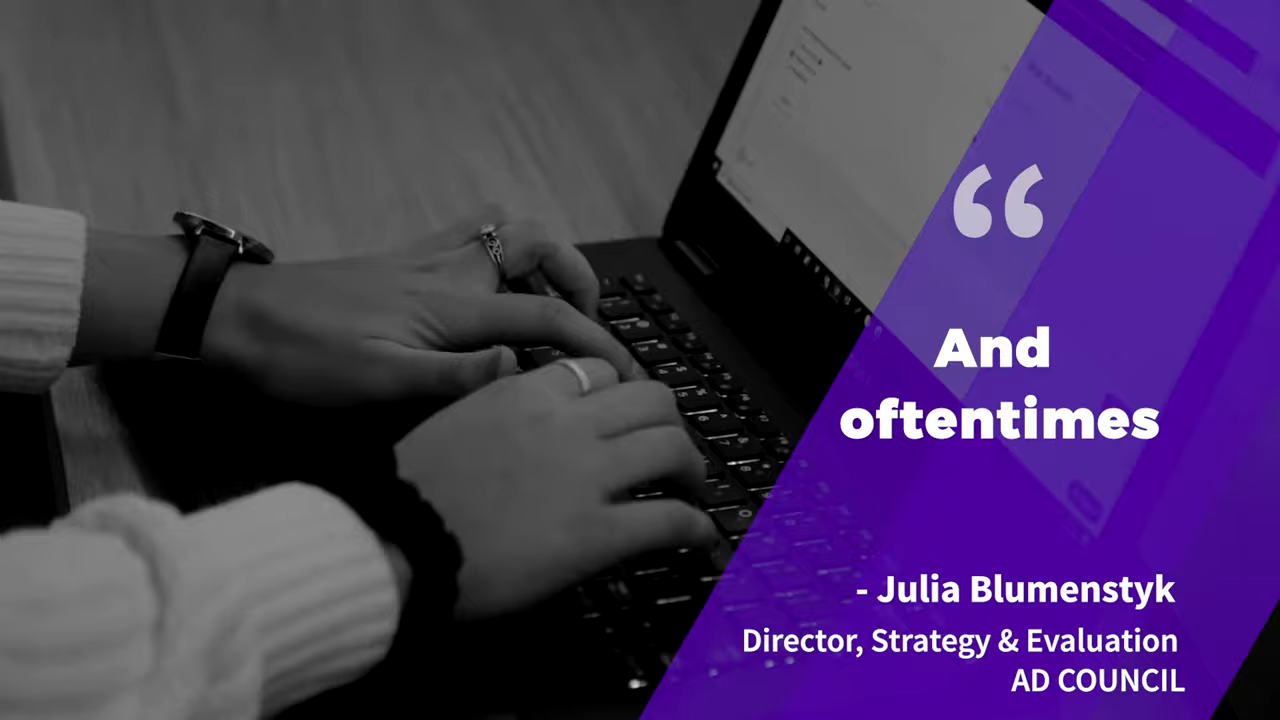 “
And
oftentimes
- Julia Blumenstyk
Director, Strategy & Evaluation
AD COUNCIL